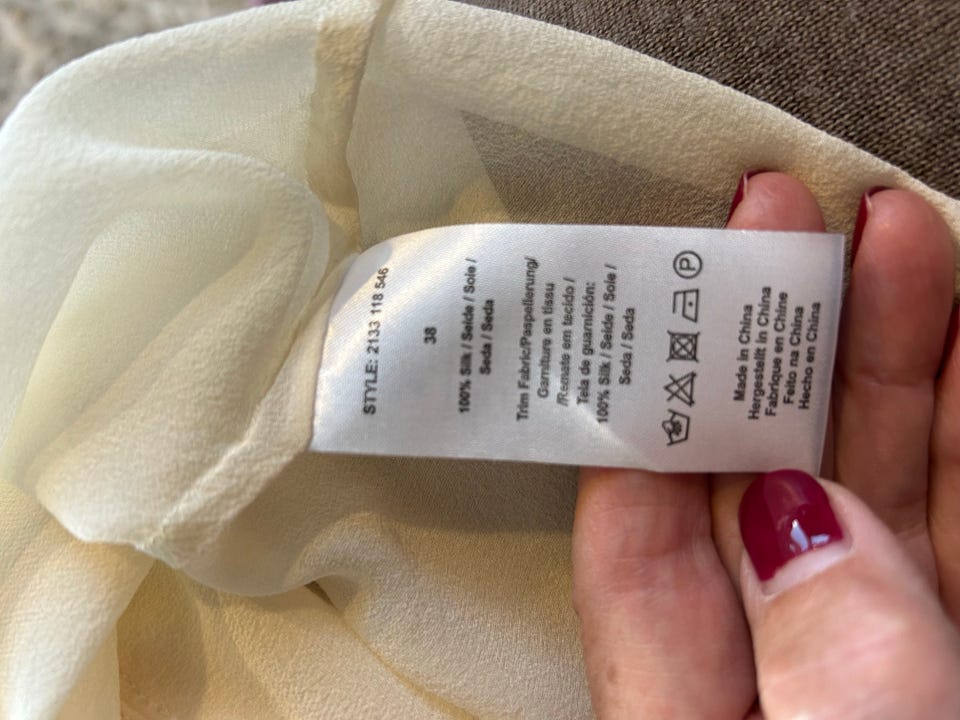 STYLE: 2133 118 546
38
100% Silk / Seide / Soie /
Seda / Seda
Trim Fabric/Paspelierung/
Garniture en tissu
/Remate em tecido /
Tela de guarnición:
100% Silk / Seide / Soie /
Seda / Seda
P
Made in China
Hergestellt in China
Fabriqué en Chine
Feito na China
Hecho en China